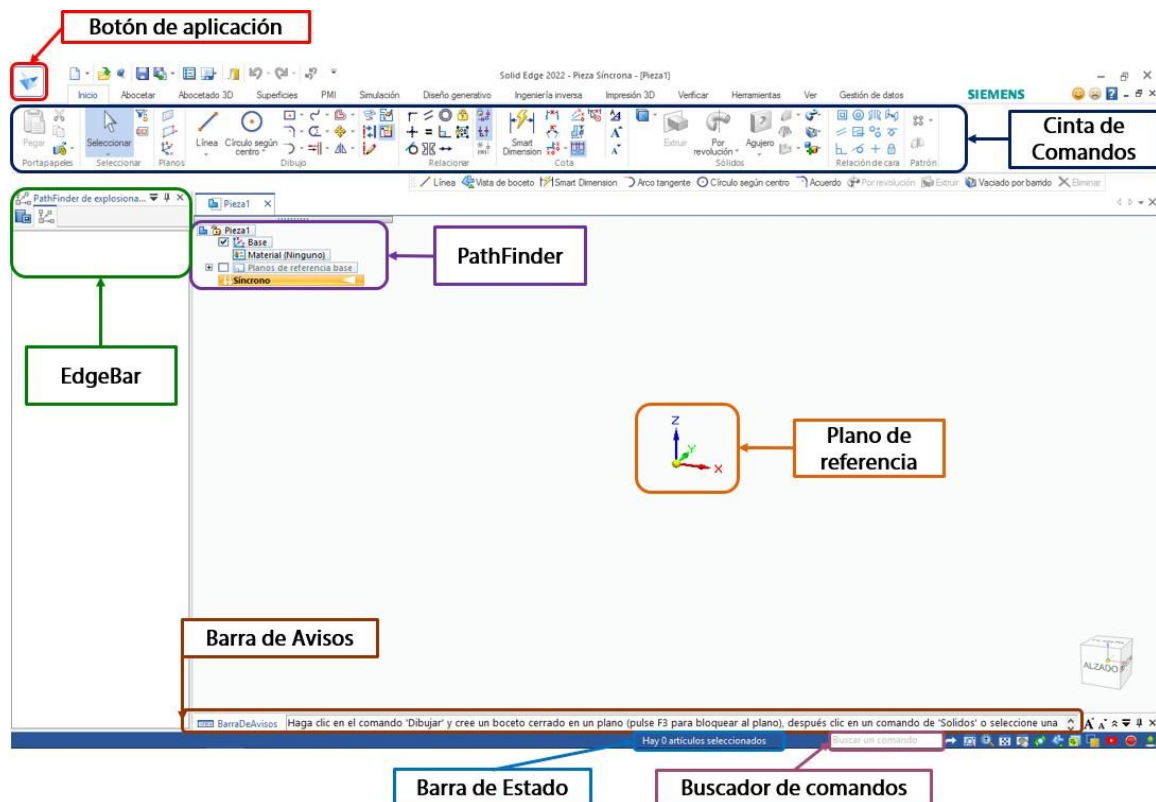 Botón de aplicación
Solid Edge 2022 - Pieza Síncrona - [Pieza1]
Inicio Abocetar Abocetado 3D Superficies PMI Simulación Diseño generativo Ingeniería inversa Impresión 3D Verificar Herramientas Ver Gestión de datos SIEMENS
Pegar Seleccionar Línea Círculo según centro Smart Dimension Extruir Por revolución Agujero
Portapapeles Seleccionar Planos Dibujo Relacionar Cota Sólidos Relación de cara Patrón
Cinta de
Comandos
Línea Vista de boceto Smart Dimension Arco tangente Círculo según centro Acuerdo Por revolución Extruir Vaciado por barrido Eliminar
PathFinder de explosiona...
Pieza1
Pieza1
Base
Material (Ninguno)
Planos de referencia base
Síncrono
PathFinder
EdgeBar
Z
Y
X
Plano de
referencia
Barra de Avisos
ALZADO
BarraDeAvisos Haga clic en el comando 'Dibujar' y cree un boceto cerrado en un plano (pulse F3 para bloquear al plano), después clic en un comando de 'Solidos' o seleccione una
Hay 0 artículos seleccionados Buscar un comando
Barra de Estado
Buscador de comandos